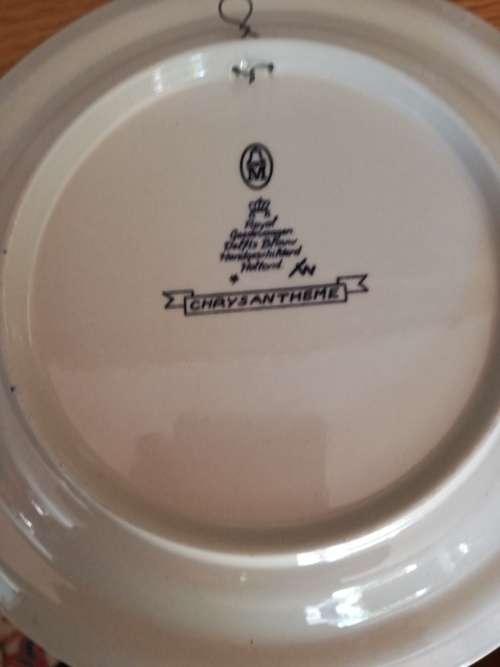 M
Royal
Goedewaagen
Delfts Blauw
Handgeschilderd
Holland.
CHRYSANTHEME